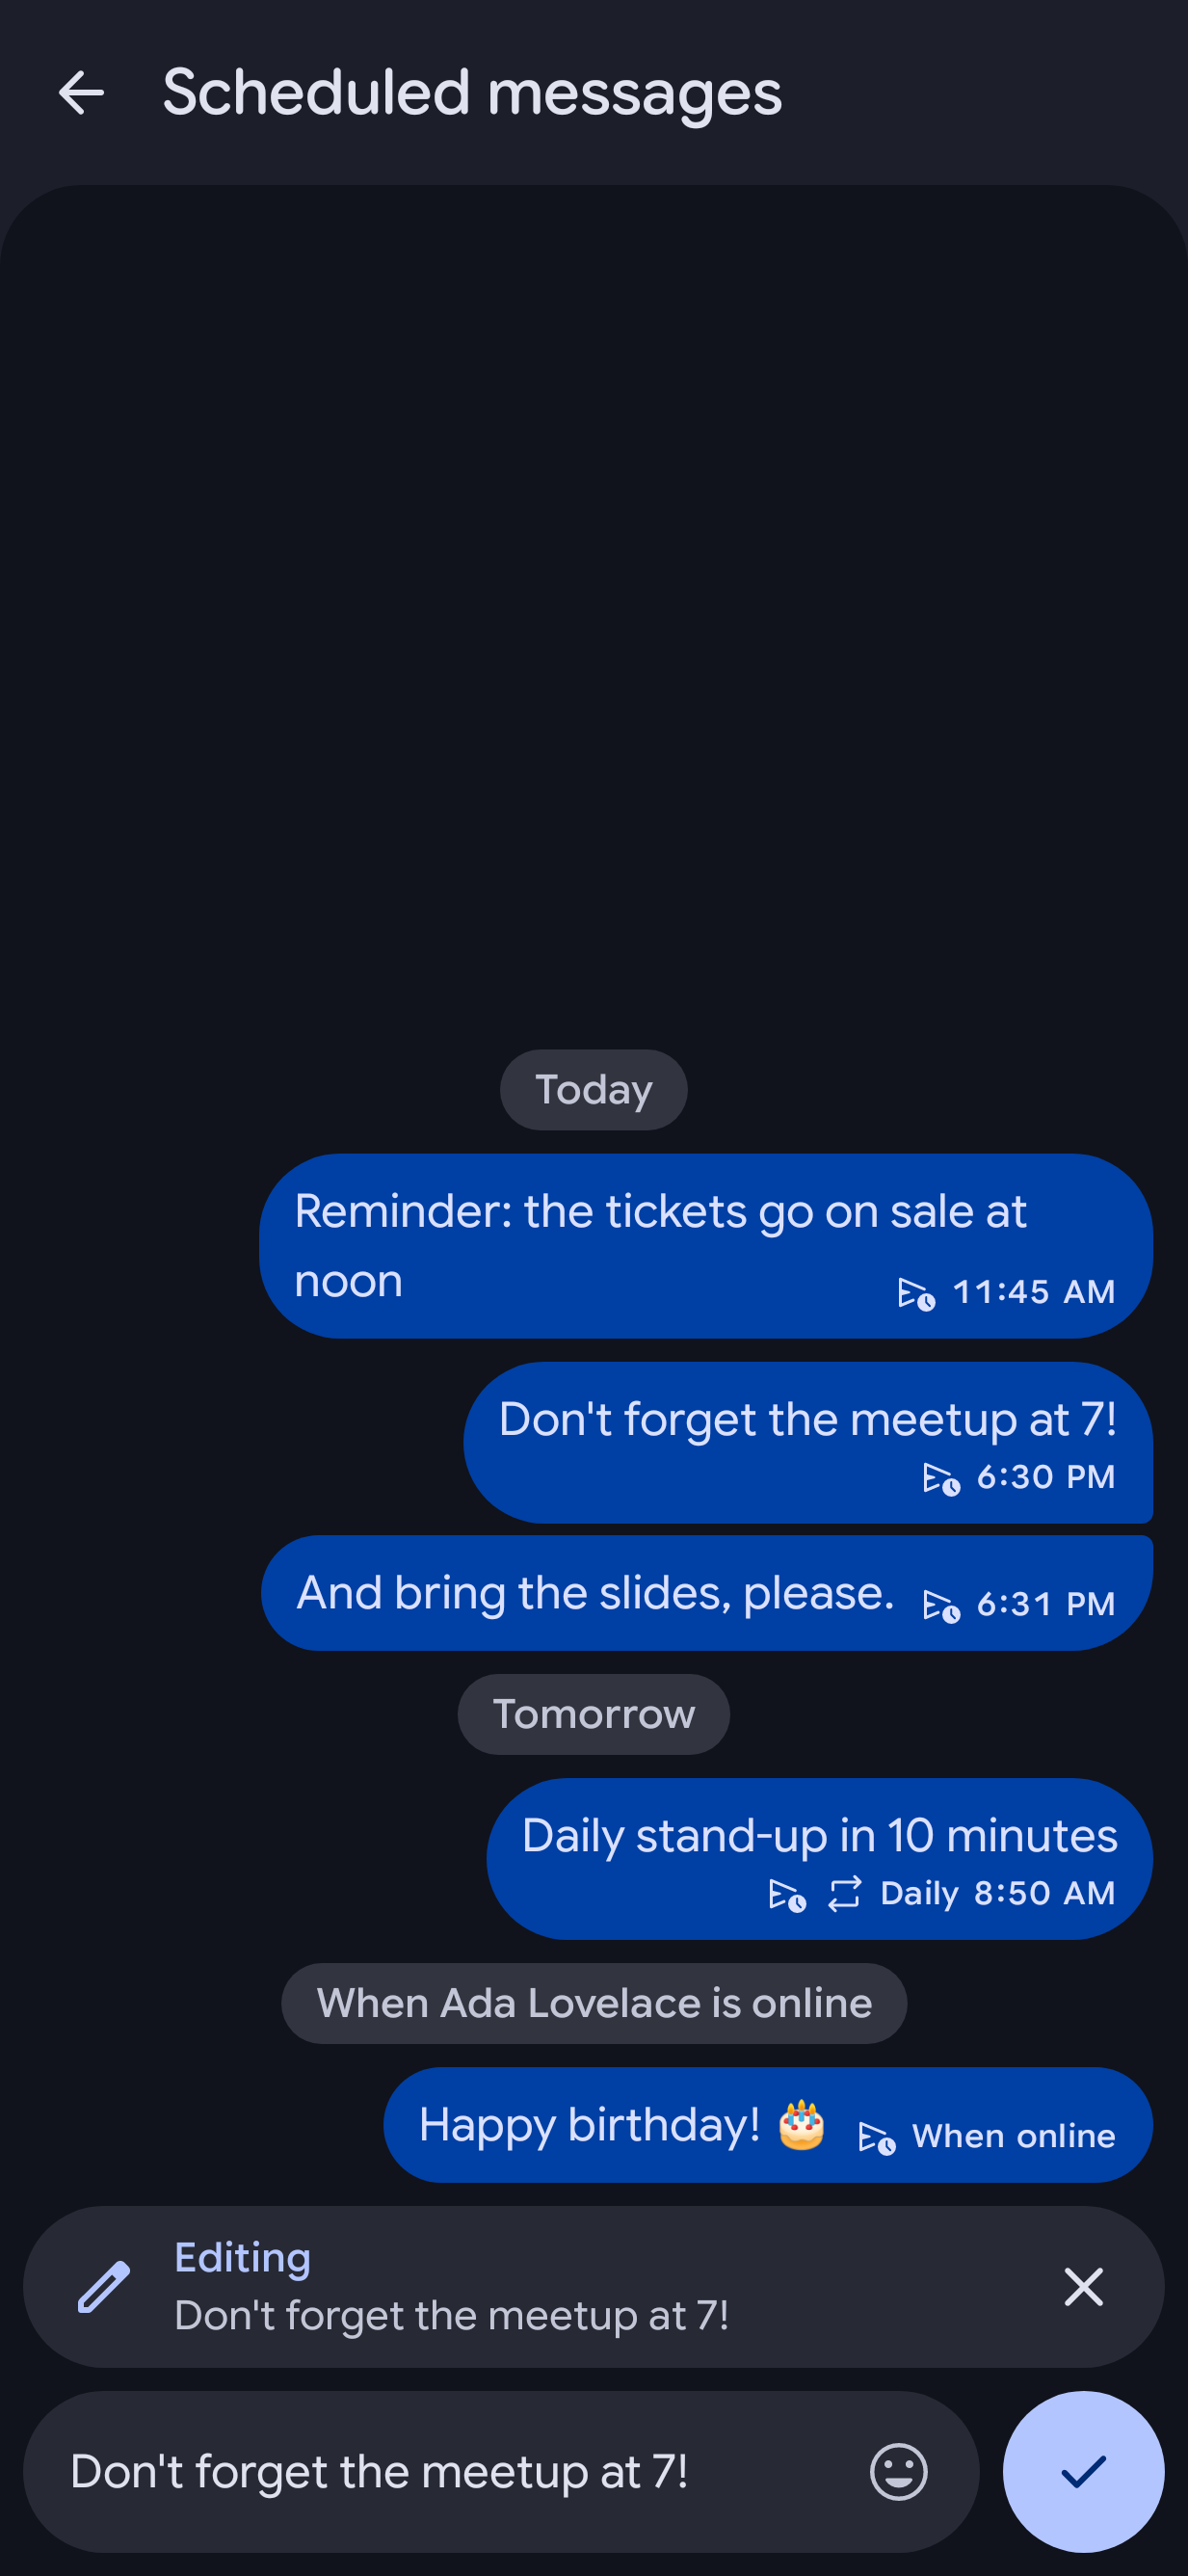 Scheduled messages
Today
Reminder: the tickets go on sale at
noon
11:45 AM
Don't forget the meetup at 7!
6:30 PM
And bring the slides, please.
6:31 PM
Tomorrow
Daily stand-up in 10 minutes
Daily 8:50 AM
When Ada Lovelace is online
Happy birthday! 🎂
When online
Editing
Don't forget the meetup at 7!
Don't forget the meetup at 7!